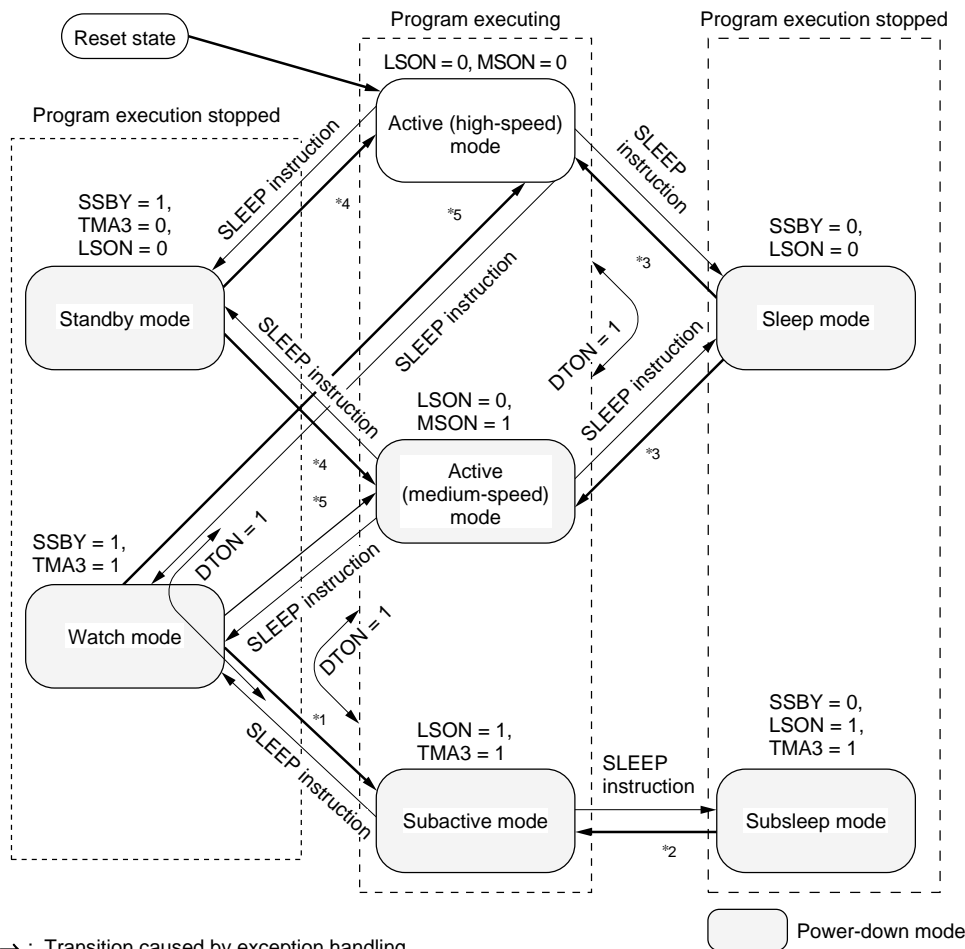 Program executing
Program execution stopped
Reset state
LSON = 0, MSON = 0
Program execution stopped
Active (high-speed)
mode
SLEEP instruction
SLEEP
instruction
*4
*5
SSBY = 1,
TMA3 = 0,
LSON = 0
SSBY = 0,
LSON = 0
*3
Standby mode
Sleep mode
SLEEP instruction
SLEEP instruction
DTON = 1
SLEEP instruction
LSON = 0,
MSON = 1
*4
*3
Active
(medium-speed)
mode
*5
DTON = 1
SSBY = 1,
TMA3 = 1
SLEEP instruction
Watch mode
DTON = 1
*1
SLEEP instruction
LSON = 1,
TMA3 = 1
SSBY = 0,
LSON = 1,
TMA3 = 1
SLEEP
instruction
Subactive mode
Subsleep mode
*2
Power-down mode
: Transition caused by exception handling